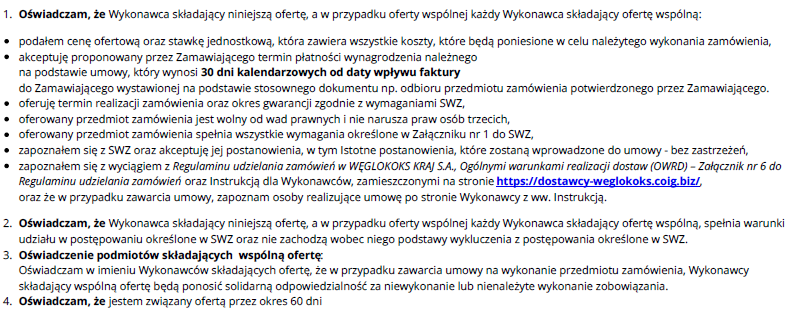 1. Oświadczam, że Wykonawca składający niniejszą ofertę, a w przypadku oferty wspólnej każdy Wykonawca składający ofertę wspólną:
• podałem cenę ofertową oraz stawkę jednostkową, która zawiera wszystkie koszty, które będą poniesione w celu należytego wykonania zamówienia,
• akceptuję proponowany przez Zamawiającego termin płatności wynagrodzenia należnego
na podstawie umowy, który wynosi 30 dni kalendarzowych od daty wpływu faktury
do Zamawiającego wystawionej na podstawie stosownego dokumentu np. odbioru przedmiotu zamówienia potwierdzonego przez Zamawiającego.
• oferuję termin realizacji zamówienia oraz okres gwarancji zgodnie z wymaganiami SWZ,
• oferowany przedmiot zamówienia jest wolny od wad prawnych i nie narusza praw osób trzecich,
• oferowany przedmiot zamówienia spełnia wszystkie wymagania określone w Załączniku nr 1 do SWZ,
• zapoznałem się z SWZ oraz akceptuję jej postanowienia, w tym Istotne postanowienia, które zostaną wprowadzone do umowy - bez zastrzeżeń,
• zapoznałem się z wyciągiem z Regulaminu udzielania zamówień w WĘGLOKOKS KRAJ S.A., Ogólnymi warunkami realizacji dostaw (OWRD) – Załącznik nr 6 do
Regulaminu udzielania zamówień oraz Instrukcją dla Wykonawców, zamieszczonymi na stronie https://dostawcy-weglokoks.coig.biz/,
oraz że w przypadku zawarcia umowy, zapoznam osoby realizujące umowę po stronie Wykonawcy z ww. Instrukcją.
2. Oświadczam, że Wykonawca składający niniejszą ofertę, a w przypadku oferty wspólnej każdy Wykonawca składający ofertę wspólną, spełnia warunki
udziału w postępowaniu określone w SWZ oraz nie zachodzą wobec niego podstawy wykluczenia z postępowania określone w SWZ.
3. Oświadczenie podmiotów składających wspólną ofertę:
Oświadczam w imieniu Wykonawców składających ofertę, że w przypadku zawarcia umowy na wykonanie przedmiotu zamówienia, Wykonawcy
składający wspólną ofertę będą ponosić solidarną odpowiedzialność za niewykonanie lub nienależyte wykonanie zobowiązania.
4. Oświadczam, że jestem związany ofertą przez okres 60 dni